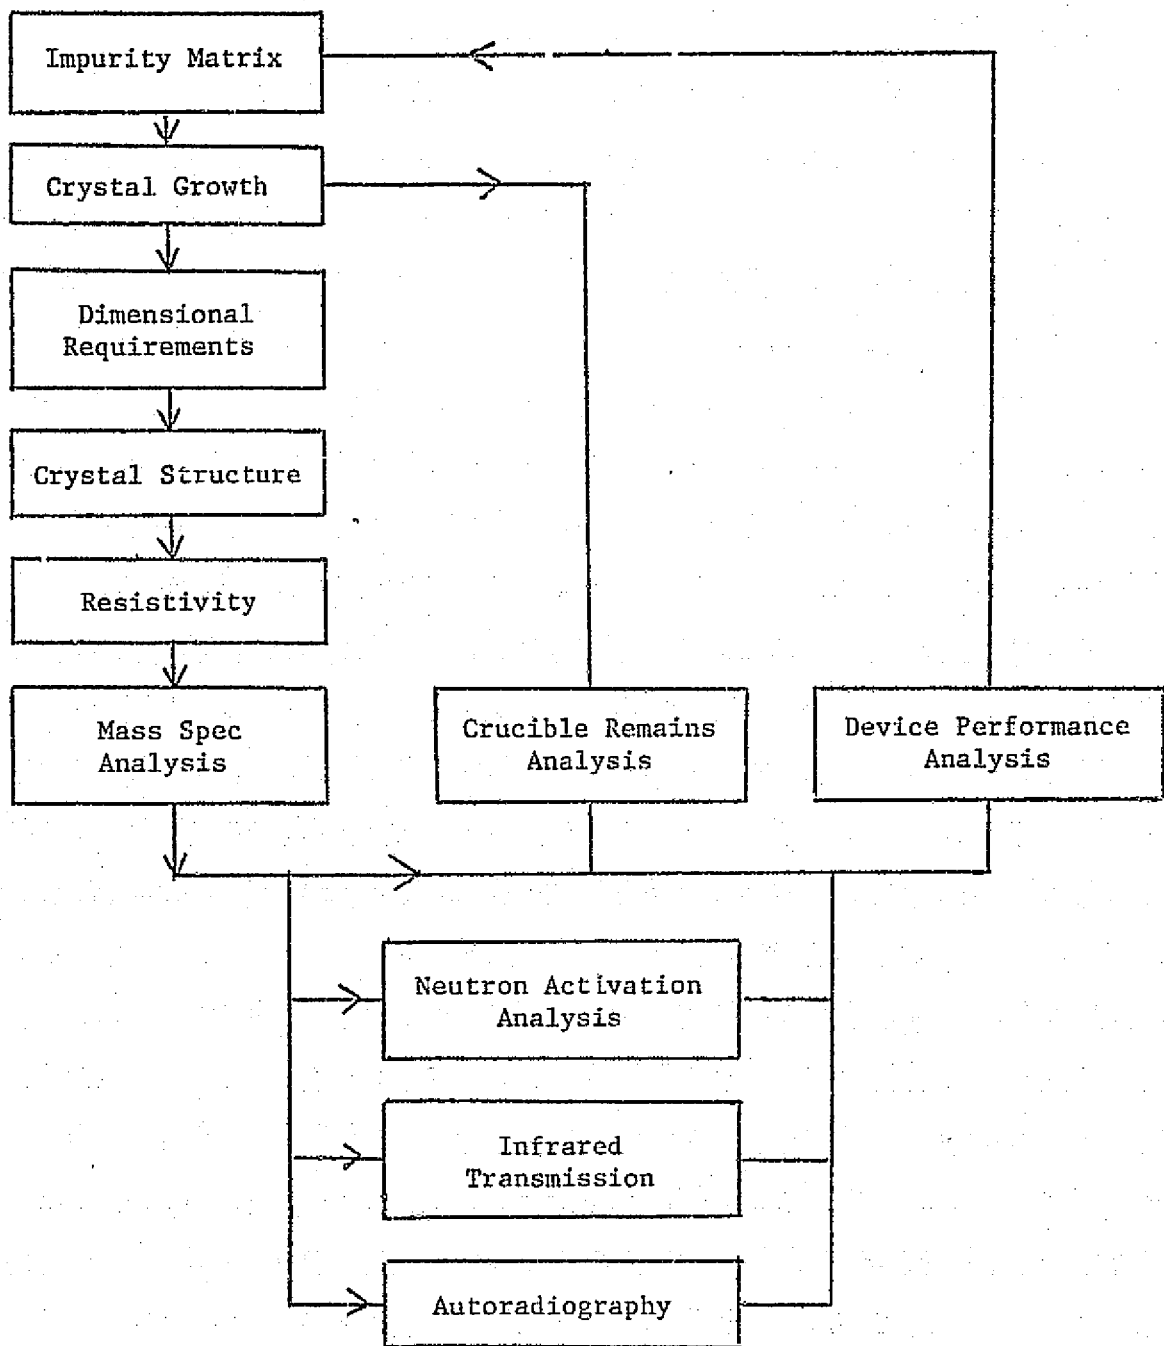 Impurity Matrix
Crystal Growth
Dimensional
Requirements
Crystal Structure
Resistivity
Mass Spec
Analysis
Crucible Remains
Analysis
Device Performance
Analysis
Neutron Activation
Analysis
Infrared
Transmission
Autoradiography